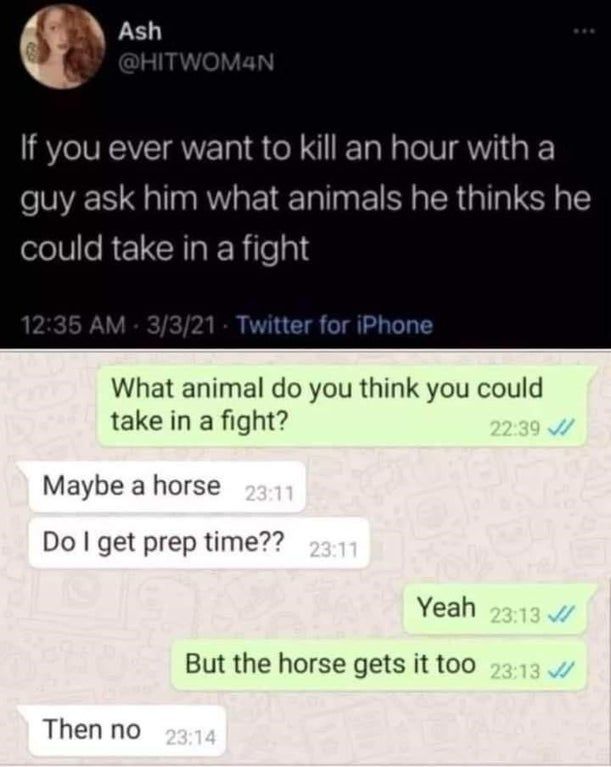 Ash
@HITWOM4N
If you ever want to kill an hour with a
guy ask him what animals he thinks he
could take in a fight
12:35 AM · 3/3/21 · Twitter for iPhone
What animal do you think you could
take in a fight?
22:39
Maybe a horse 23:11
Do I get prep time?? 23:11
Yeah 23:13
But the horse gets it too 23:13
Then no 23:14